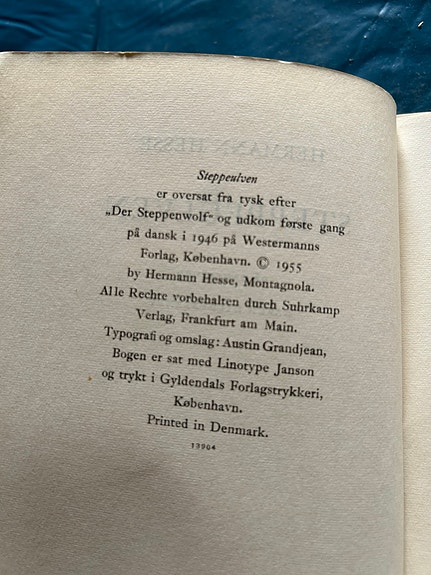 Steppeulven
er oversat fra tysk efter
„Der Steppenwolf“ og udkom første gang
på dansk i 1946 på Westermanns
Forlag, København. © 1955
by Hermann Hesse, Montagnola.
Alle Rechte vorbehalten durch Suhrkamp
Verlag, Frankfurt am Main.
Typografi og omslag: Austin Grandjean,
Bogen er sat med Linotype Janson
og trykt i Gyldendals Forlagstrykkeri,
København.
Printed in Denmark.
13904